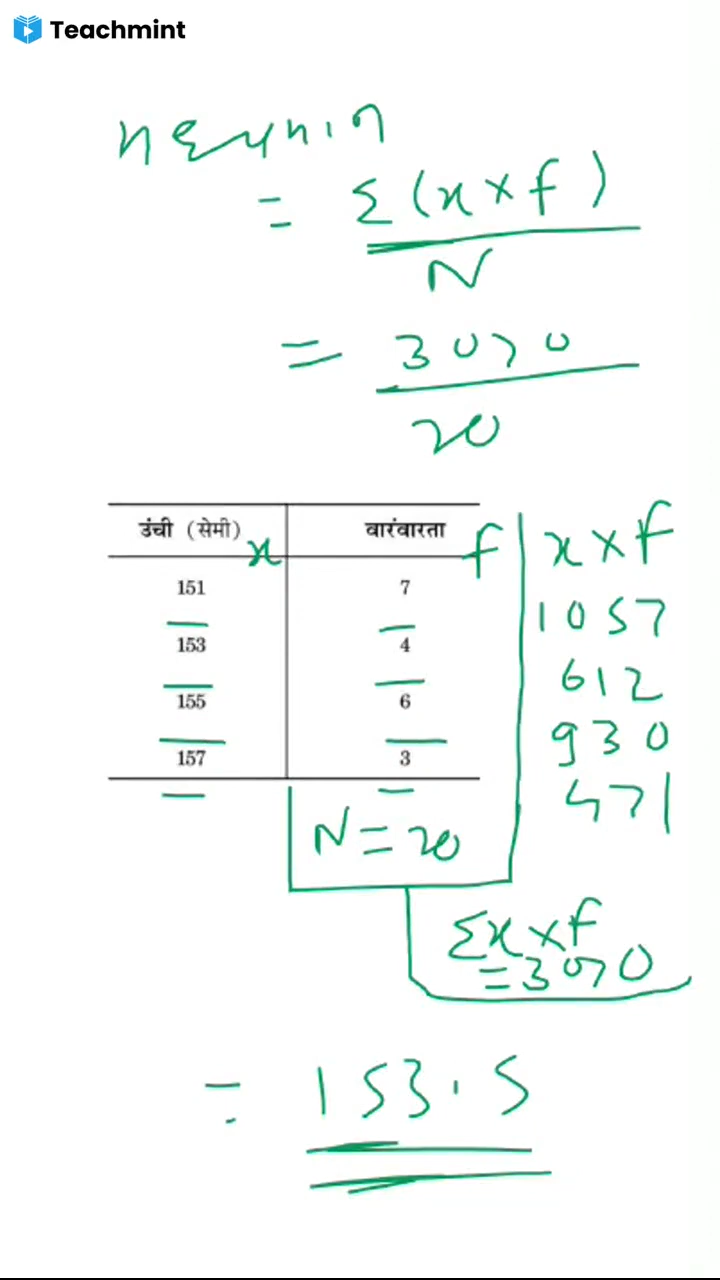 Teachmint
मध्यमान
= Σ(x×f)
N
= 3070
20
उंची (सेमी) x वारंवारता f x×f
151 7 1057
153 4 612
155 6 930
157 3 471
N = 20
Σx×f
= 3070
= 153.5